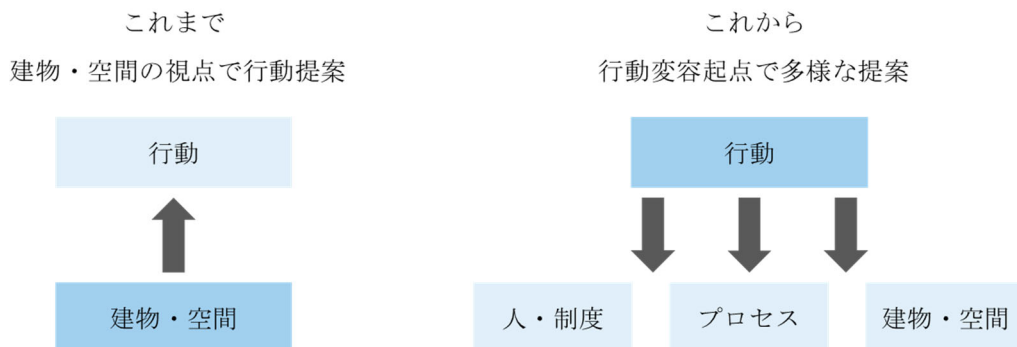 これまで
建物・空間の視点で行動提案
行動
建物・空間
これから
行動変容起点で多様な提案
行動
人・制度
プロセス
建物・空間